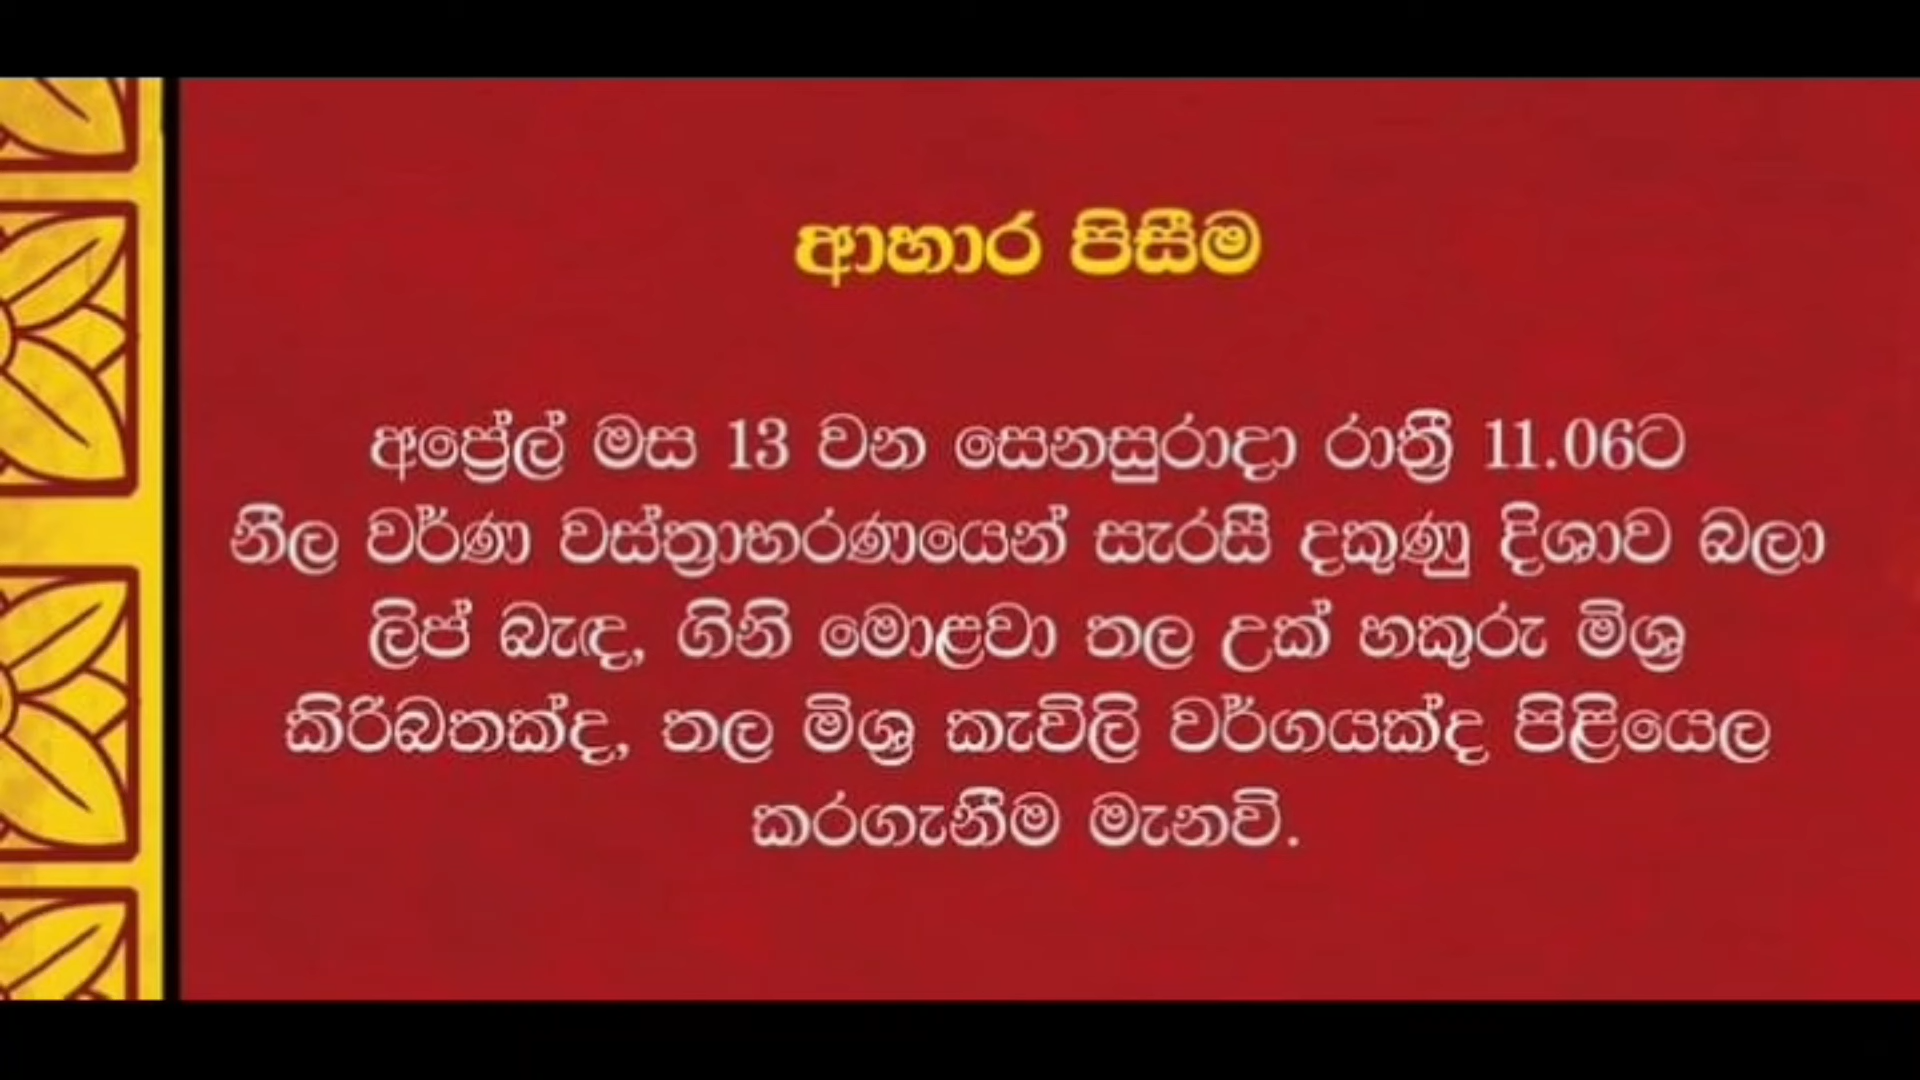 ආහාර පිසීම
අප්‍රේල් මස 13 වන සෙනසුරාදා රාත්‍රී 11.06ට
නීල වර්ණ වස්ත්‍රාභරණයෙන් සැරසී දකුණු දිශාව බලා
ලිප් බැඳ, ගිනි මොළවා තල උක් හකුරු මිශ්‍ර
කිරිබතක්ද, තල මිශ්‍ර කැවිලි වර්ගයක්ද පිළියෙල
කරගැනීම මැනවි.